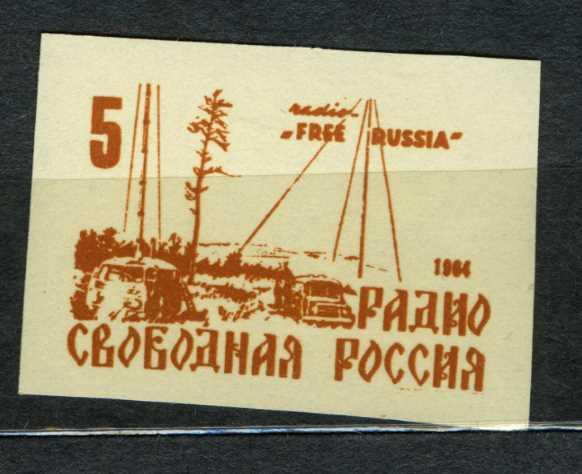 5
radio-
„FREE RUSSIA“
1964
РАДИО
СВОБОДНАЯ РОССИЯ